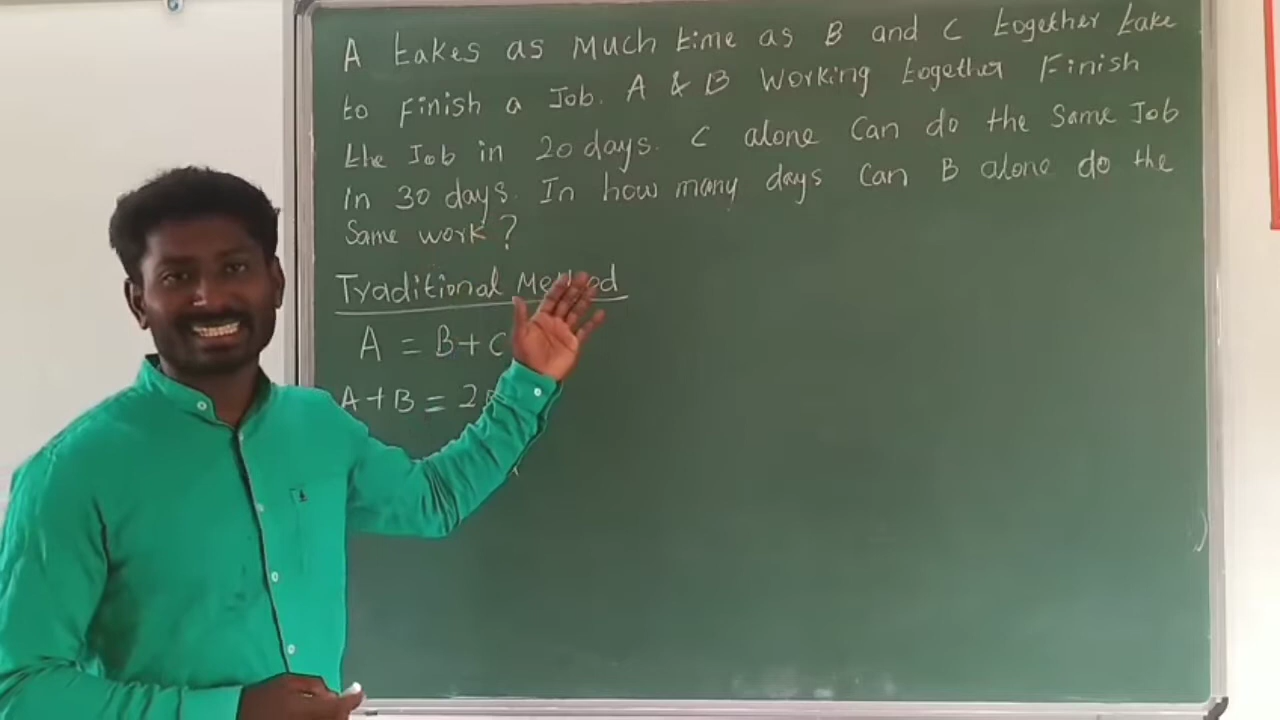 A takes as Much time as B and C together take
to Finish a Job. A & B Working together Finish
the Job in 20 days. C alone Can do the Same Job
in 30 days. In how many days Can B alone do the
Same work?
Traditional
A = B+C
A+B = 2